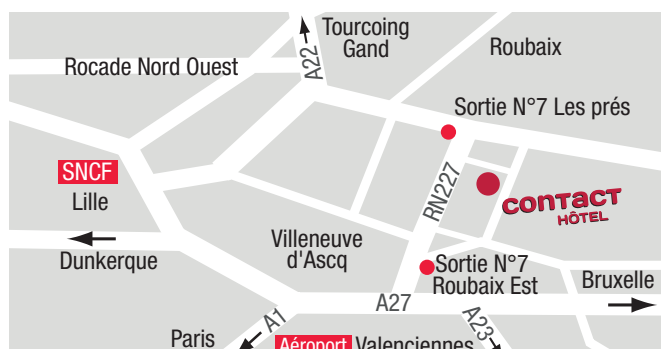 Tourcoing
Gand
Roubaix
A22
Rocade Nord Ouest
Sortie N°7 Les prés
SNCF
Lille
RN227
CONTACT
HÔTEL
Villeneuve
d'Ascq
Dunkerque
Sortie N°7
Roubaix Est
Bruxelle
A27
A1
A23
Paris
Aéroport Valenciennes